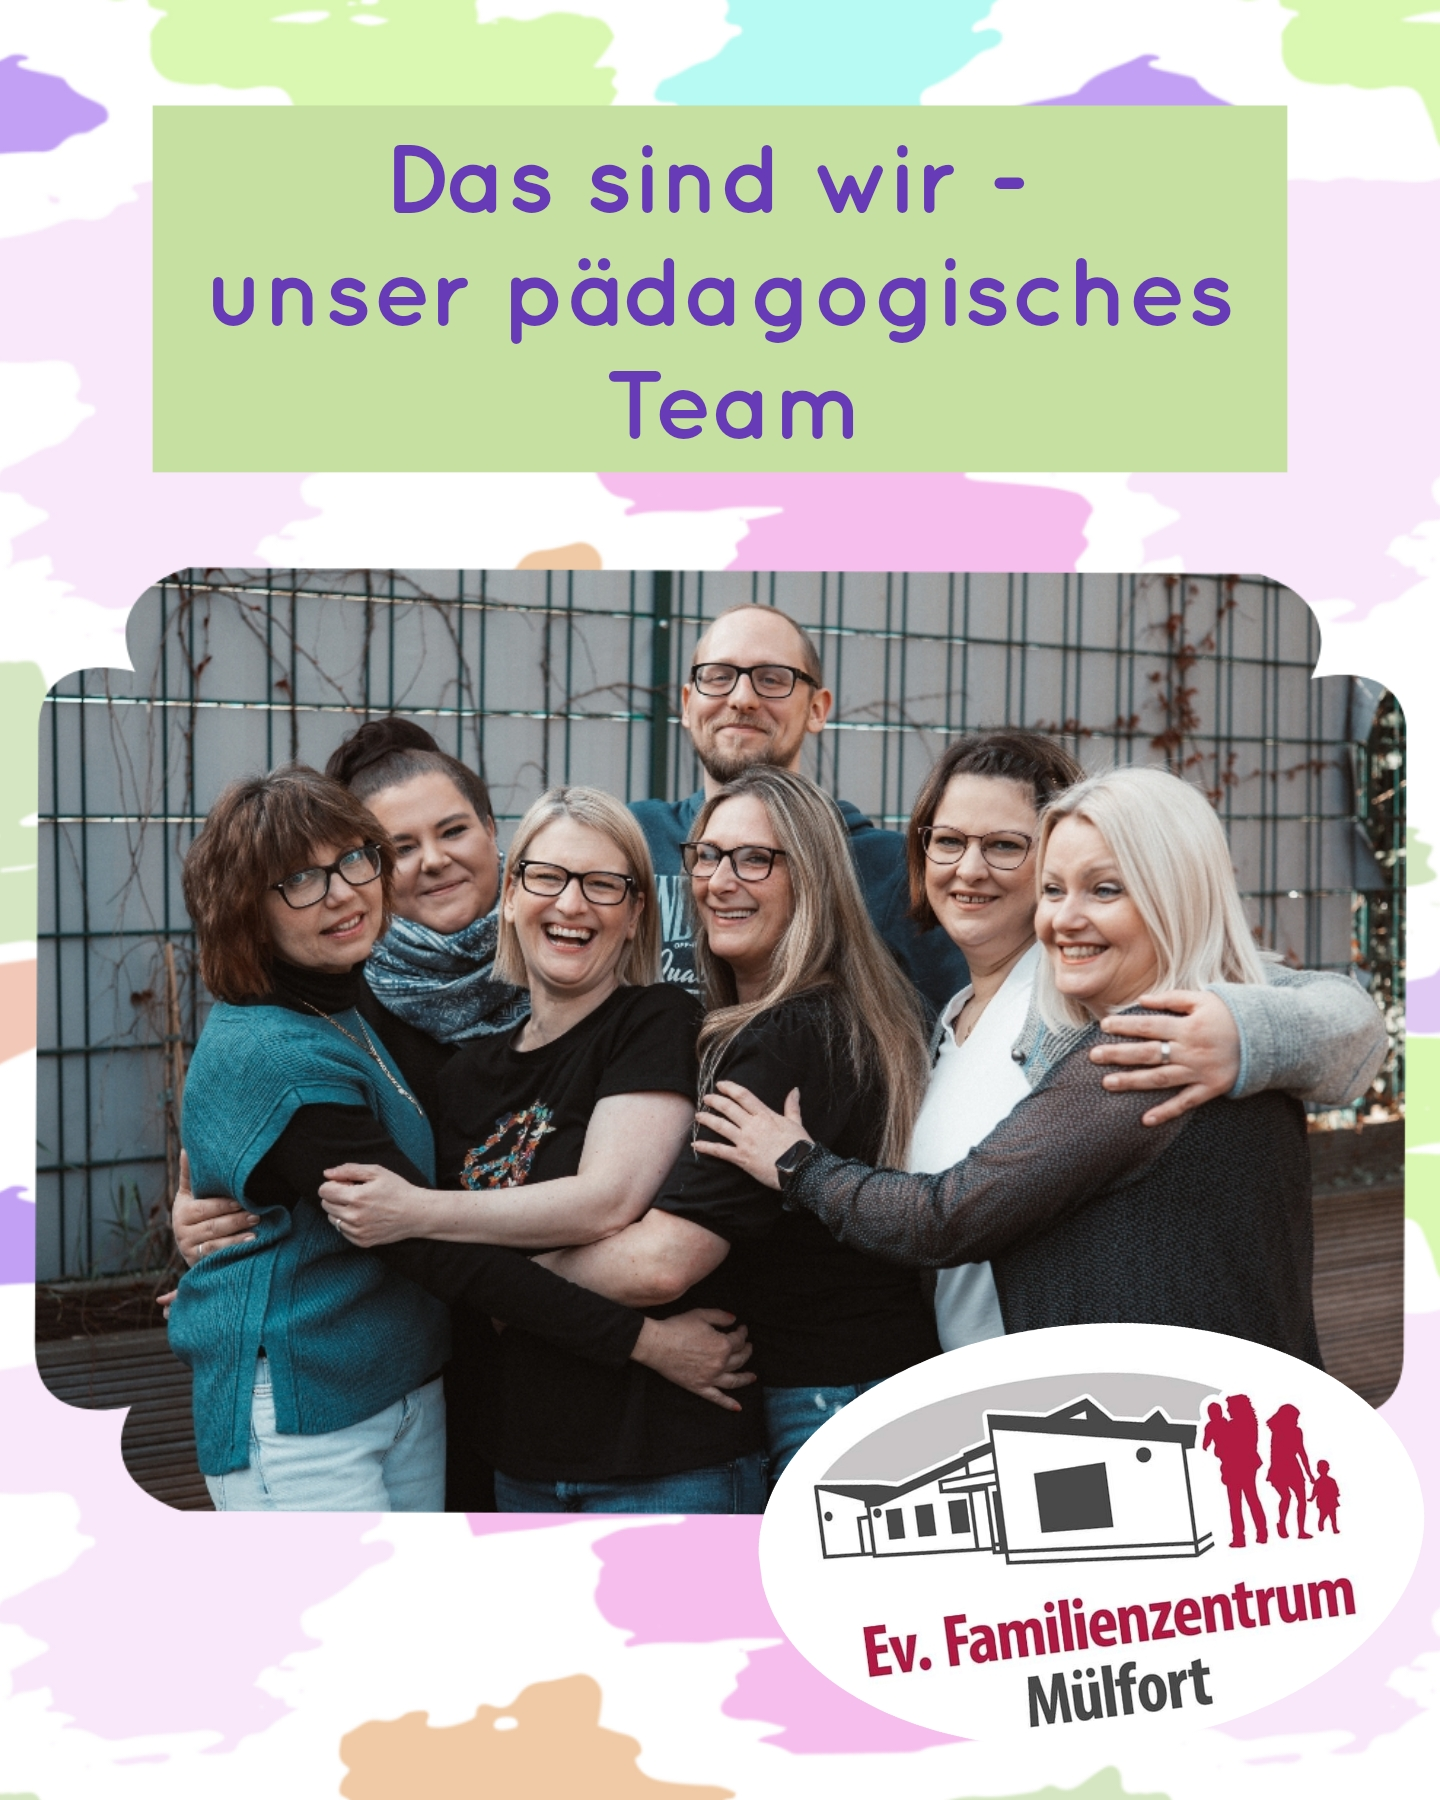 Das sind wir -
unser pädagogisches
Team
Ev. Familienzentrum
Mülfort